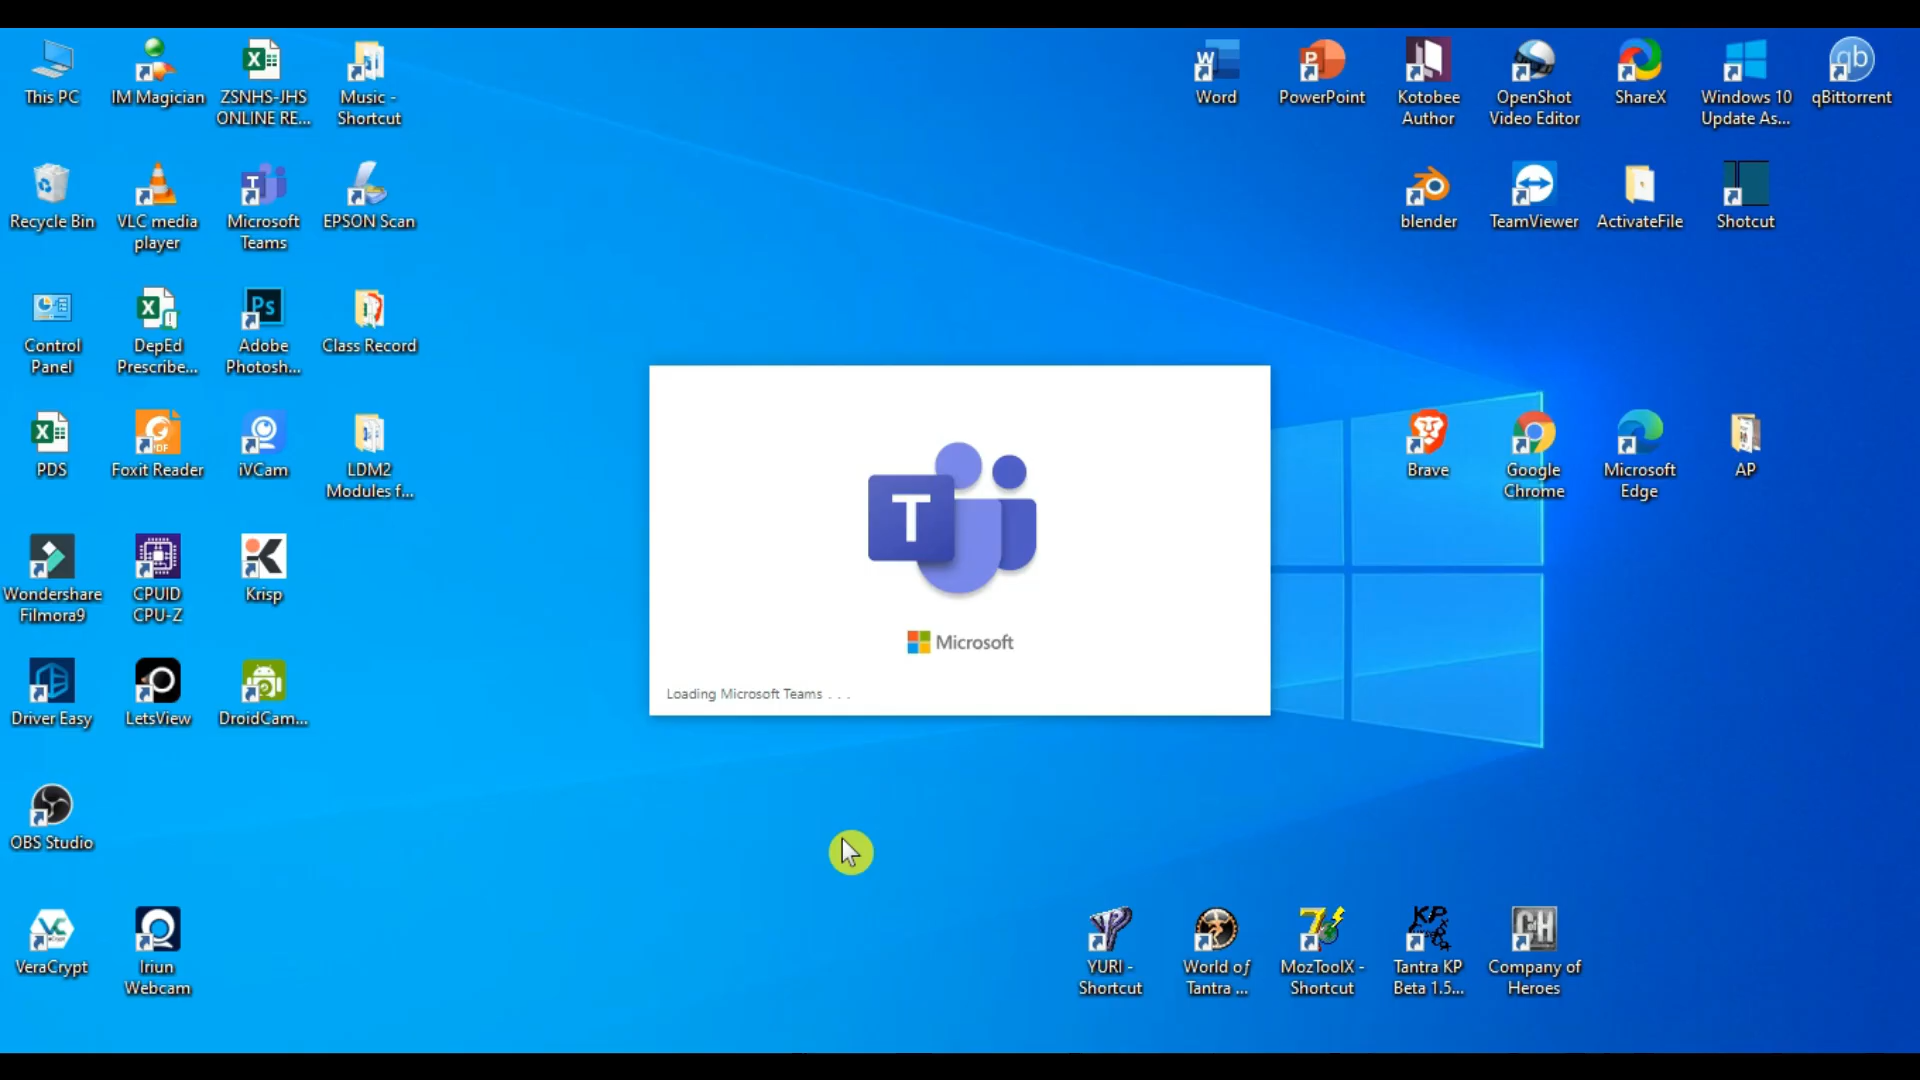 This PC
IM Magician
ZSNHS-JHS
ONLINE RE...
Music -
Shortcut
Word
PowerPoint
Kotobee
Author
OpenShot
Video Editor
ShareX
Windows 10
Update As...
qb
qBittorrent
Recycle Bin
VLC media
player
Microsoft
Teams
EPSON Scan
blender
TeamViewer
ActivateFile
Shotcut
Control
Panel
DepEd
Prescribe...
Ps
Adobe
Photosh...
Class Record
PDS
PDF
Foxit Reader
iVCam
LDM2
Modules f...
Brave
Google
Chrome
Microsoft
Edge
AP
T
Microsoft
Loading Microsoft Teams . . .
Wondershare
Filmora9
CPUID
CPU-Z
Krisp
Driver Easy
LetsView
DroidCam...
OBS Studio
VeraCrypt
Iriun
Webcam
YURI -
Shortcut
World of
Tantra ...
MozToolX -
Shortcut
Tantra KP
Beta 1.5...
Company of
Heroes